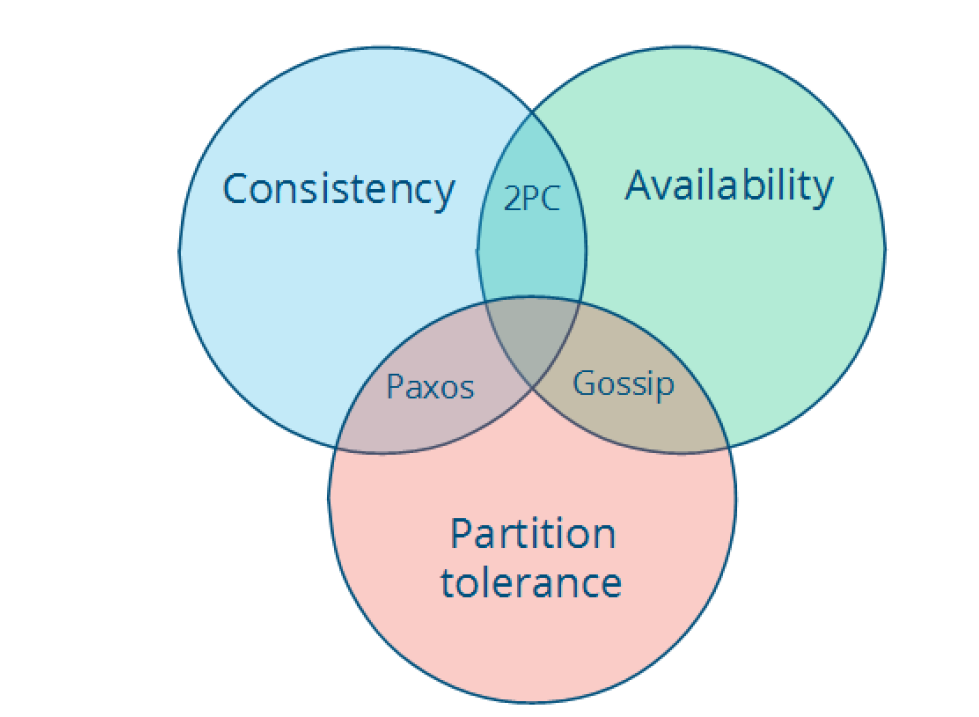 Consistency
Availability
2PC
Paxos
Gossip
Partition
tolerance